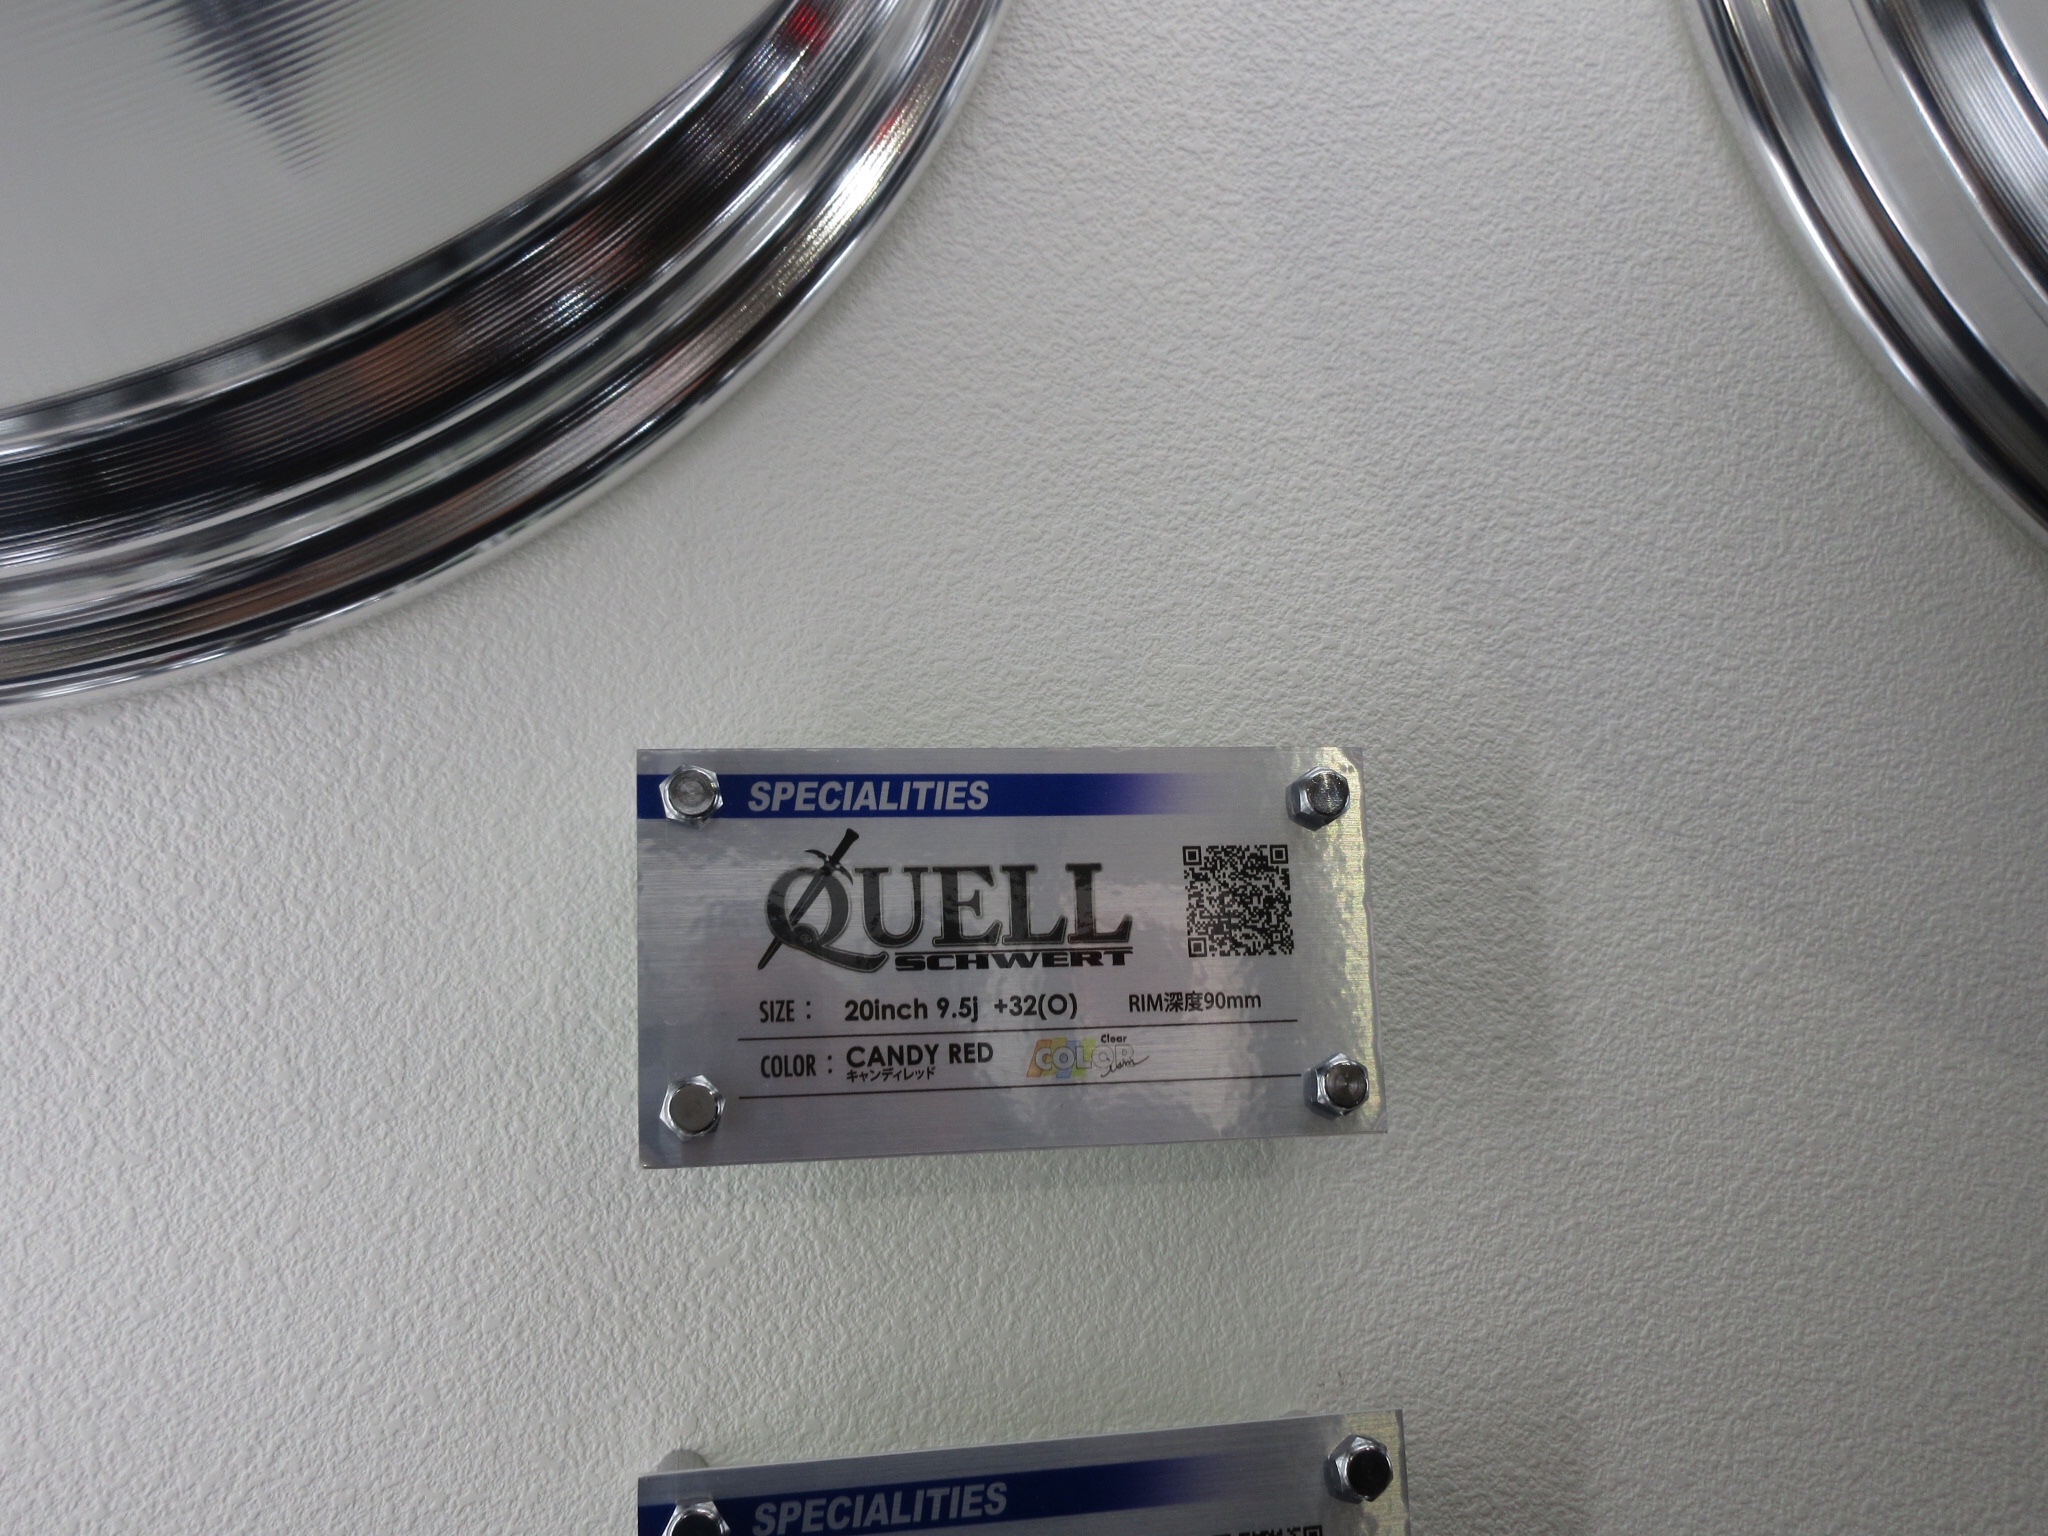 SPECIALITIES
QUELL
SCHWERT
SIZE : 20inch 9.5j +32(O) RIM深度90mm
COLOR : CANDY RED Clear COLOR Rim
キャンディレッド
SPECIALITIES